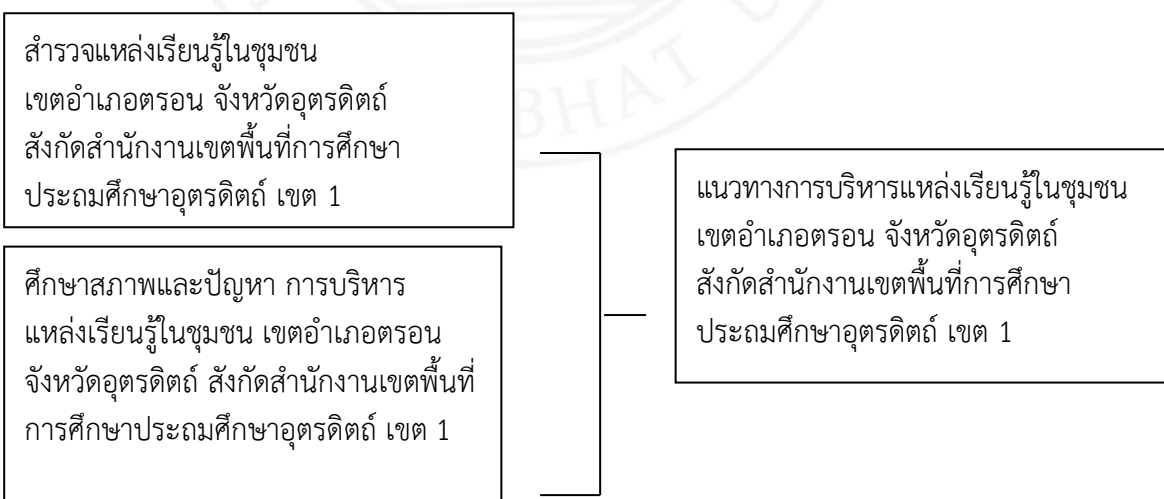 สำรวจแหล่งเรียนรู้ในชุมชน
เขตอำเภอตรอน จังหวัดอุตรดิตถ์
สังกัดสำนักงานเขตพื้นที่การศึกษา
ประถมศึกษาอุตรดิตถ์ เขต 1
ศึกษาสภาพและปัญหา การบริหาร
แหล่งเรียนรู้ในชุมชน เขตอำเภอตรอน
จังหวัดอุตรดิตถ์ สังกัดสำนักงานเขตพื้นที่
การศึกษาประถมศึกษาอุตรดิตถ์ เขต 1
แนวทางการบริหารแหล่งเรียนรู้ในชุมชน
เขตอำเภอตรอน จังหวัดอุตรดิตถ์
สังกัดสำนักงานเขตพื้นที่การศึกษา
ประถมศึกษาอุตรดิตถ์ เขต 1